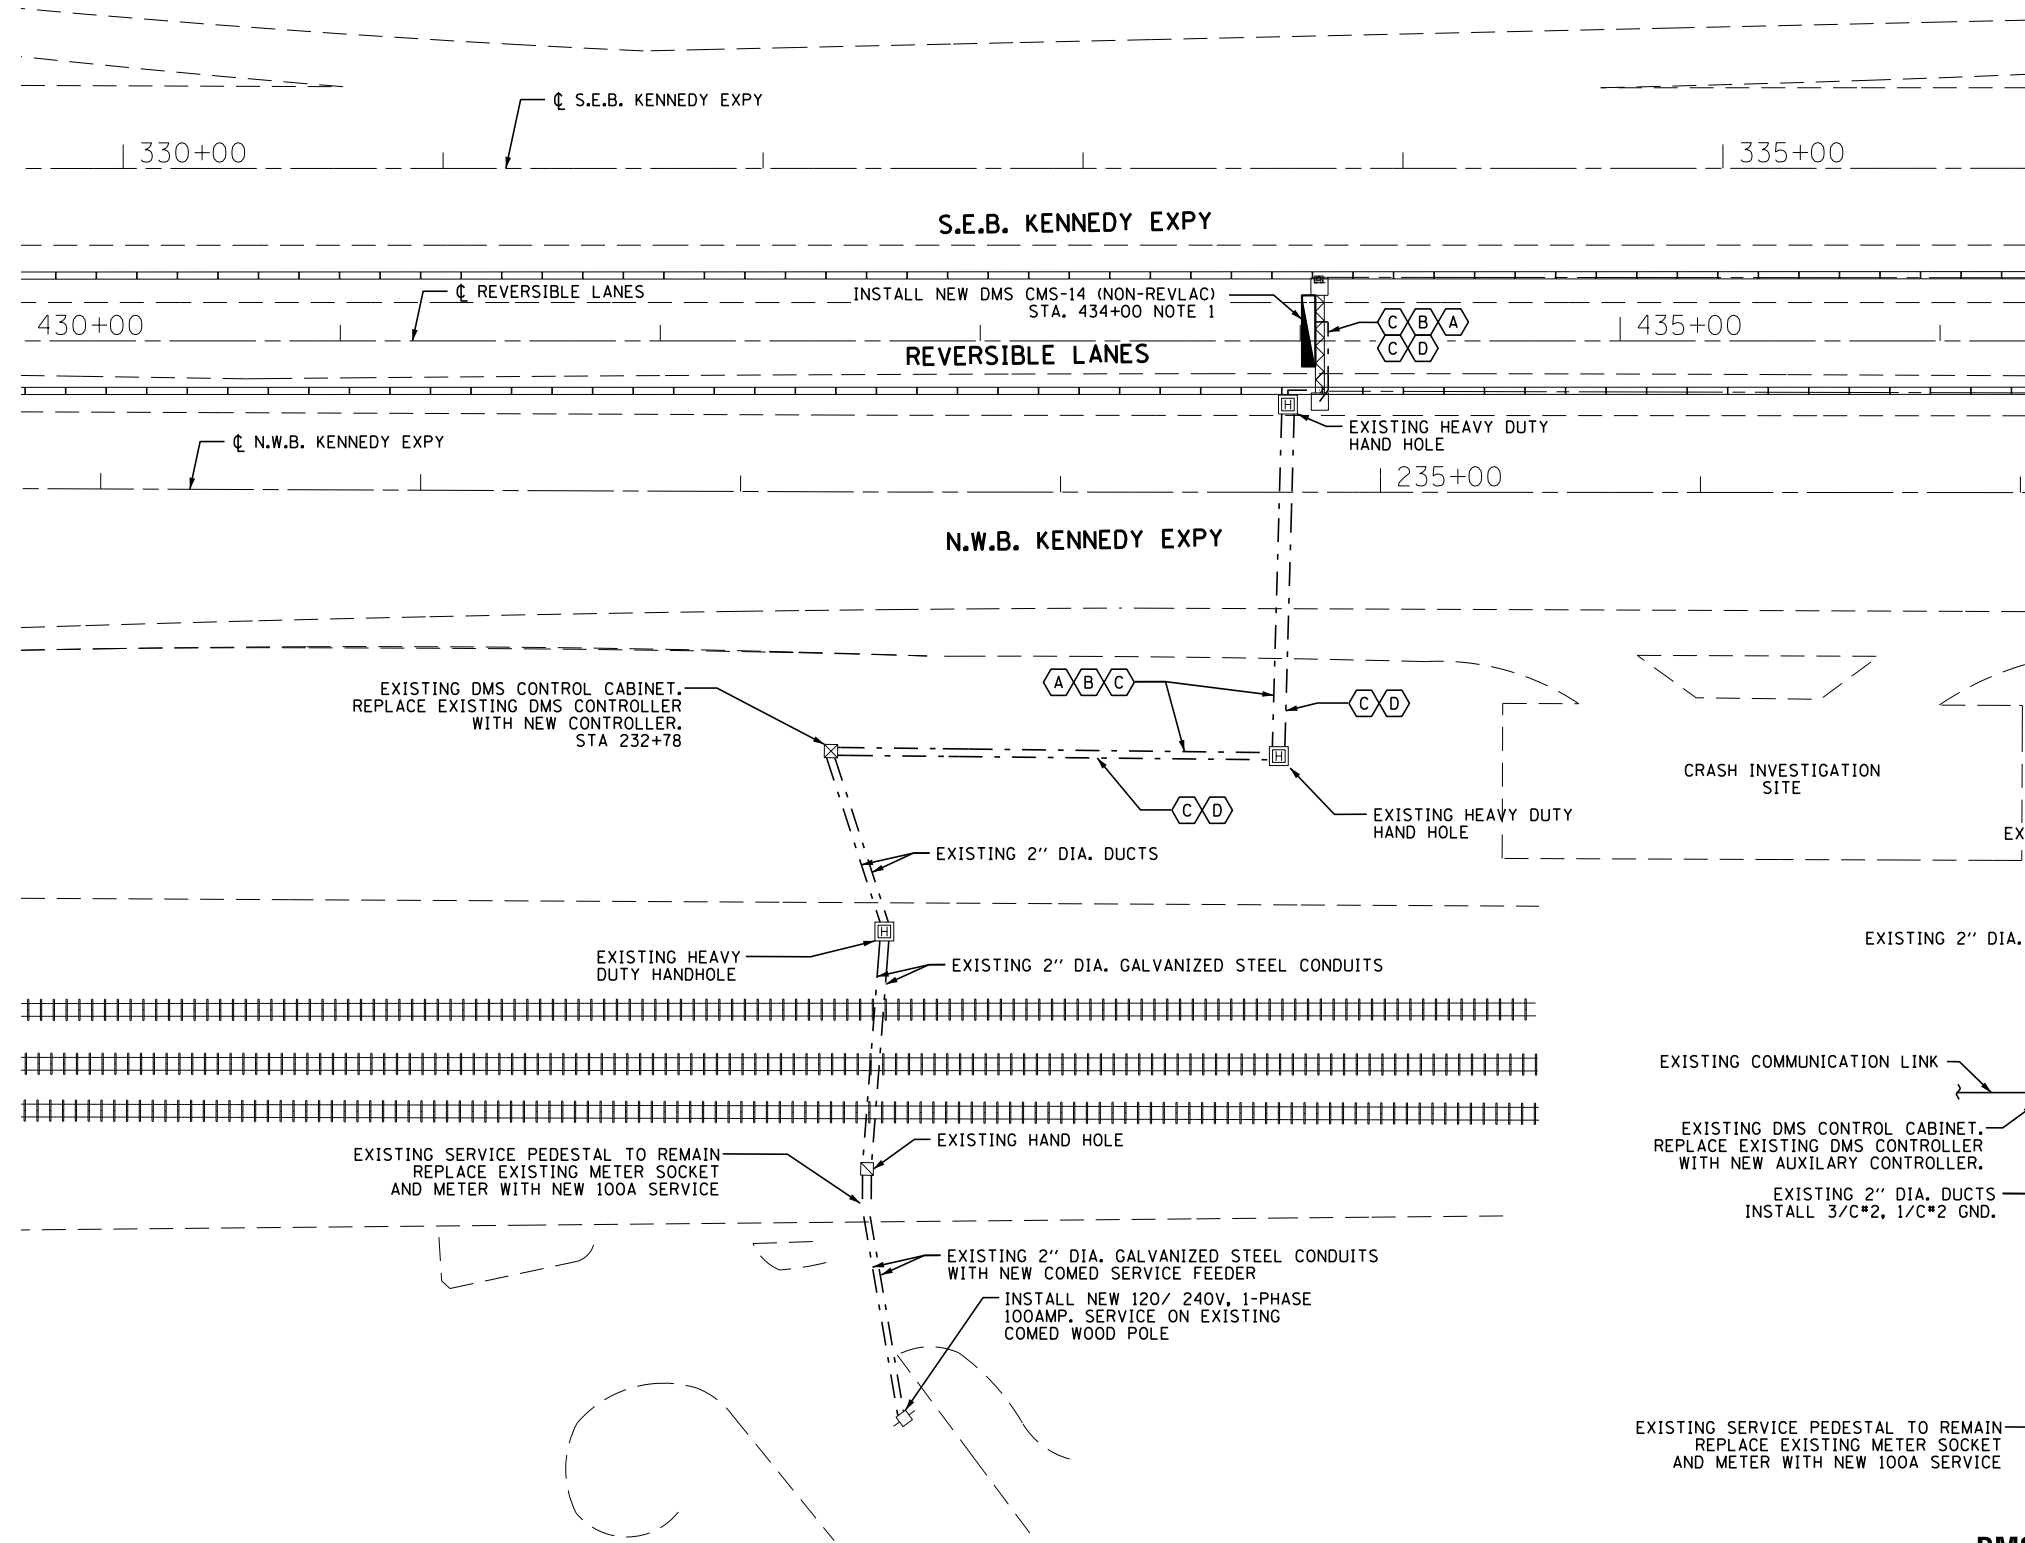 ℄ S.E.B. KENNEDY EXPY
330+00
335+00
S.E.B. KENNEDY EXPY
℄ REVERSIBLE LANES
INSTALL NEW DMS CMS-14 (NON-REVLAC)
STA. 434+00 NOTE 1
430+00
C B A
C D
435+00
REVERSIBLE LANES
H
EXISTING HEAVY DUTY
HAND HOLE
℄ N.W.B. KENNEDY EXPY
235+00
N.W.B. KENNEDY EXPY
EXISTING DMS CONTROL CABINET.
REPLACE EXISTING DMS CONTROLLER
WITH NEW CONTROLLER.
STA 232+78
A B C
C D
H
CRASH INVESTIGATION
SITE
C D
EXISTING HEAVY DUTY
HAND HOLE
EX
EXISTING 2" DIA. DUCTS
H
EXISTING HEAVY
DUTY HANDHOLE
EXISTING 2" DIA.
EXISTING 2" DIA. GALVANIZED STEEL CONDUITS
EXISTING COMMUNICATION LINK
EXISTING DMS CONTROL CABINET.
REPLACE EXISTING DMS CONTROLLER
WITH NEW AUXILARY CONTROLLER.
EXISTING HAND HOLE
EXISTING SERVICE PEDESTAL TO REMAIN
REPLACE EXISTING METER SOCKET
AND METER WITH NEW 100A SERVICE
EXISTING 2" DIA. DUCTS
INSTALL 3/C#2, 1/C#2 GND.
EXISTING 2" DIA. GALVANIZED STEEL CONDUITS
WITH NEW COMED SERVICE FEEDER
INSTALL NEW 120/ 240V, 1-PHASE
100AMP. SERVICE ON EXISTING
COMED WOOD POLE
EXISTING SERVICE PEDESTAL TO REMAIN
REPLACE EXISTING METER SOCKET
AND METER WITH NEW 100A SERVICE